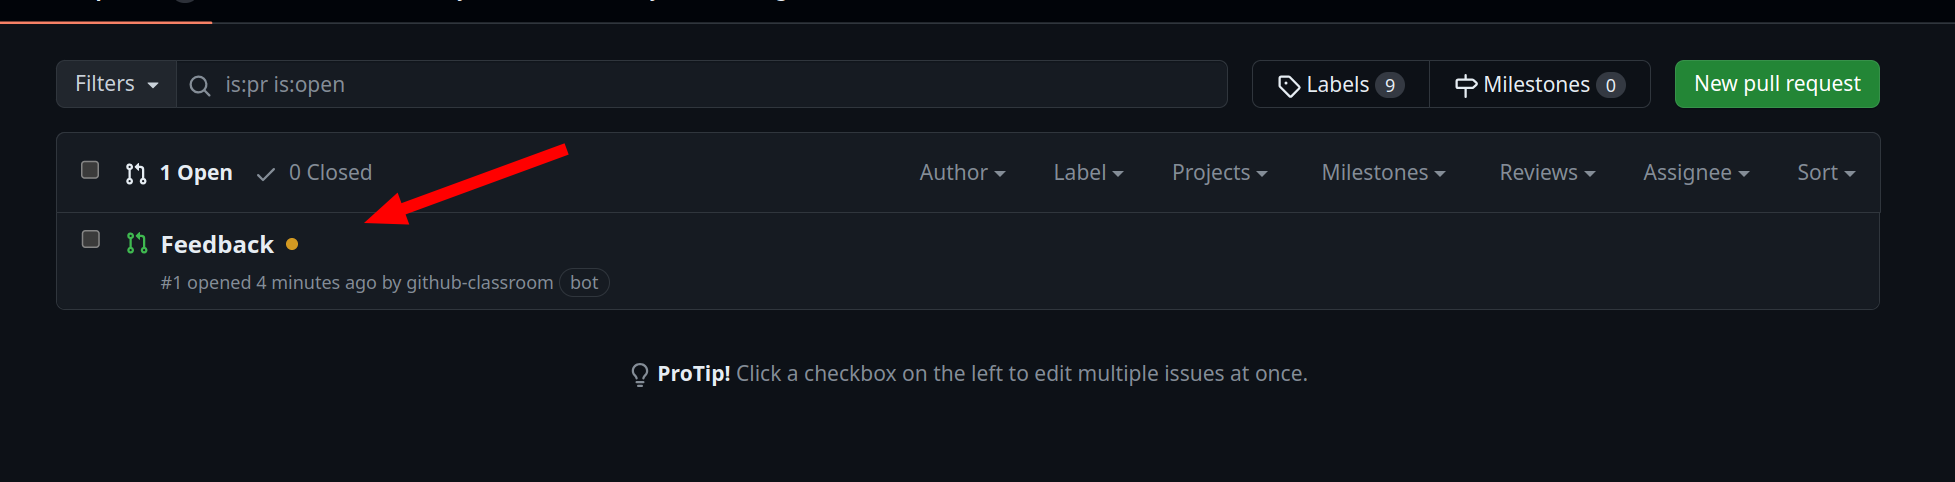 Filters is:pr is:open Labels 9 Milestones 0 New pull request
1 Open 0 Closed Author Label Projects Milestones Reviews Assignee Sort
Feedback
#1 opened 4 minutes ago by github-classroom bot
ProTip! Click a checkbox on the left to edit multiple issues at once.